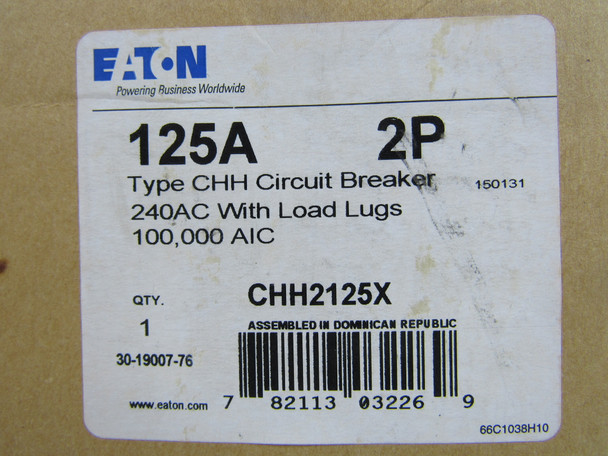 EATON
Powering Business Worldwide
125A 2P
Type CHH Circuit Breaker 150131
240AC With Load Lugs
100,000 AIC
QTY. CHH2125X
1 ASSEMBLED IN DOMINICAN REPUBLIC
30-19007-76
www.eaton.com 7 82113 03226 9
66C1038H10